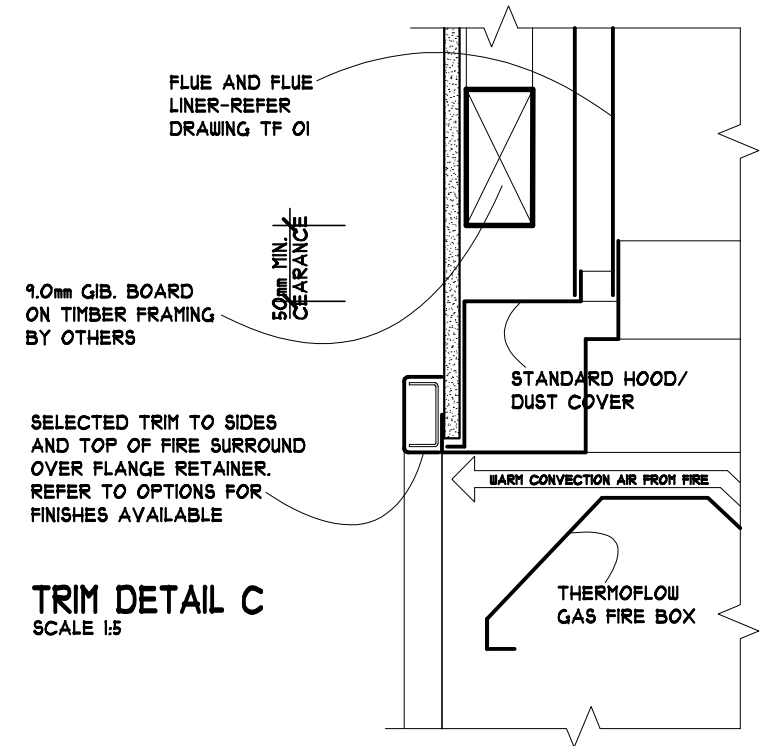 FLUE AND FLUE
LINER-REFER
DRAWING TF 01
50mm MIN.
CEARANCE
9.0mm GIB. BOARD
ON TIMBER FRAMING
BY OTHERS
STANDARD HOOD/
DUST COVER
SELECTED TRIM TO SIDES
AND TOP OF FIRE SURROUND
OVER FLANGE RETAINER.
REFER TO OPTIONS FOR
FINISHES AVAILABLE
WARM CONVECTION AIR FROM FIRE
THERMOFLOW
GAS FIRE BOX
TRIM DETAIL C
SCALE 1:5